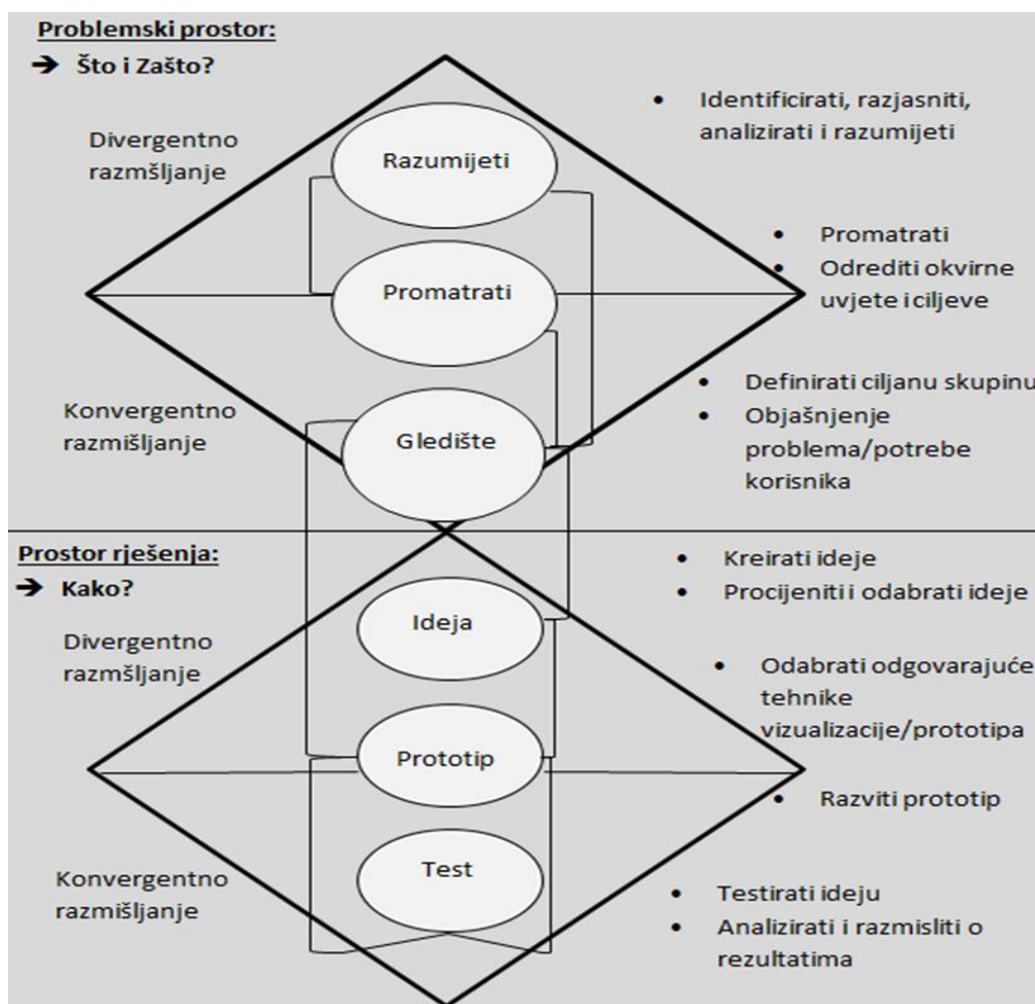 Problemski prostor:
➔ Što i Zašto?
Divergentno
razmšljanje
Razumijeti
• Identificirati, razjasniti,
analizirati i razumijeti
Promatrati
• Promatrati
• Odrediti okvirne
uvjete i ciljeve
Konvergentno
razmišljanje
Gledište
• Definirati ciljanu skupinu
• Objašnjenje
problema/potrebe
korisnika
Prostor rješenja:
➔ Kako?
Divergentno
razmšljanje
Ideja
• Kreirati ideje
• Procijeniti i odabrati ideje
• Odabrati odgovarajuće
tehnike
vizualizacije/prototipa
Prototip
• Razviti prototip
Konvergentno
razmišljanje
Test
• Testirati ideju
• Analizirati i razmisliti o
rezultatima